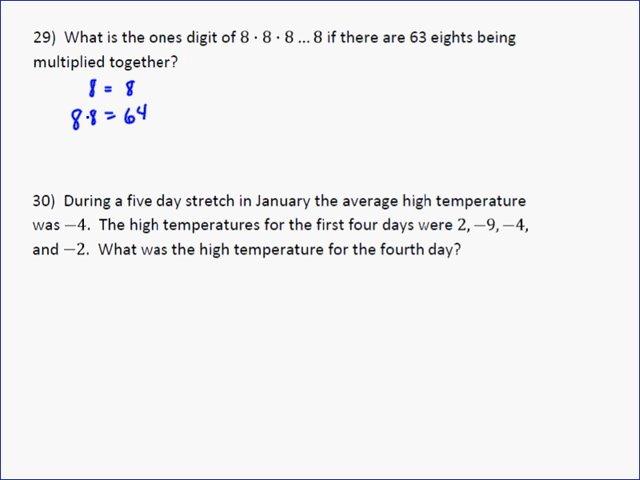 29) What is the ones digit of 8 · 8 · 8 ... 8 if there are 63 eights being
multiplied together?
8 = 8
8·8 = 64
30) During a five day stretch in January the average high temperature
was −4. The high temperatures for the first four days were 2, −9, −4,
and −2. What was the high temperature for the fourth day?